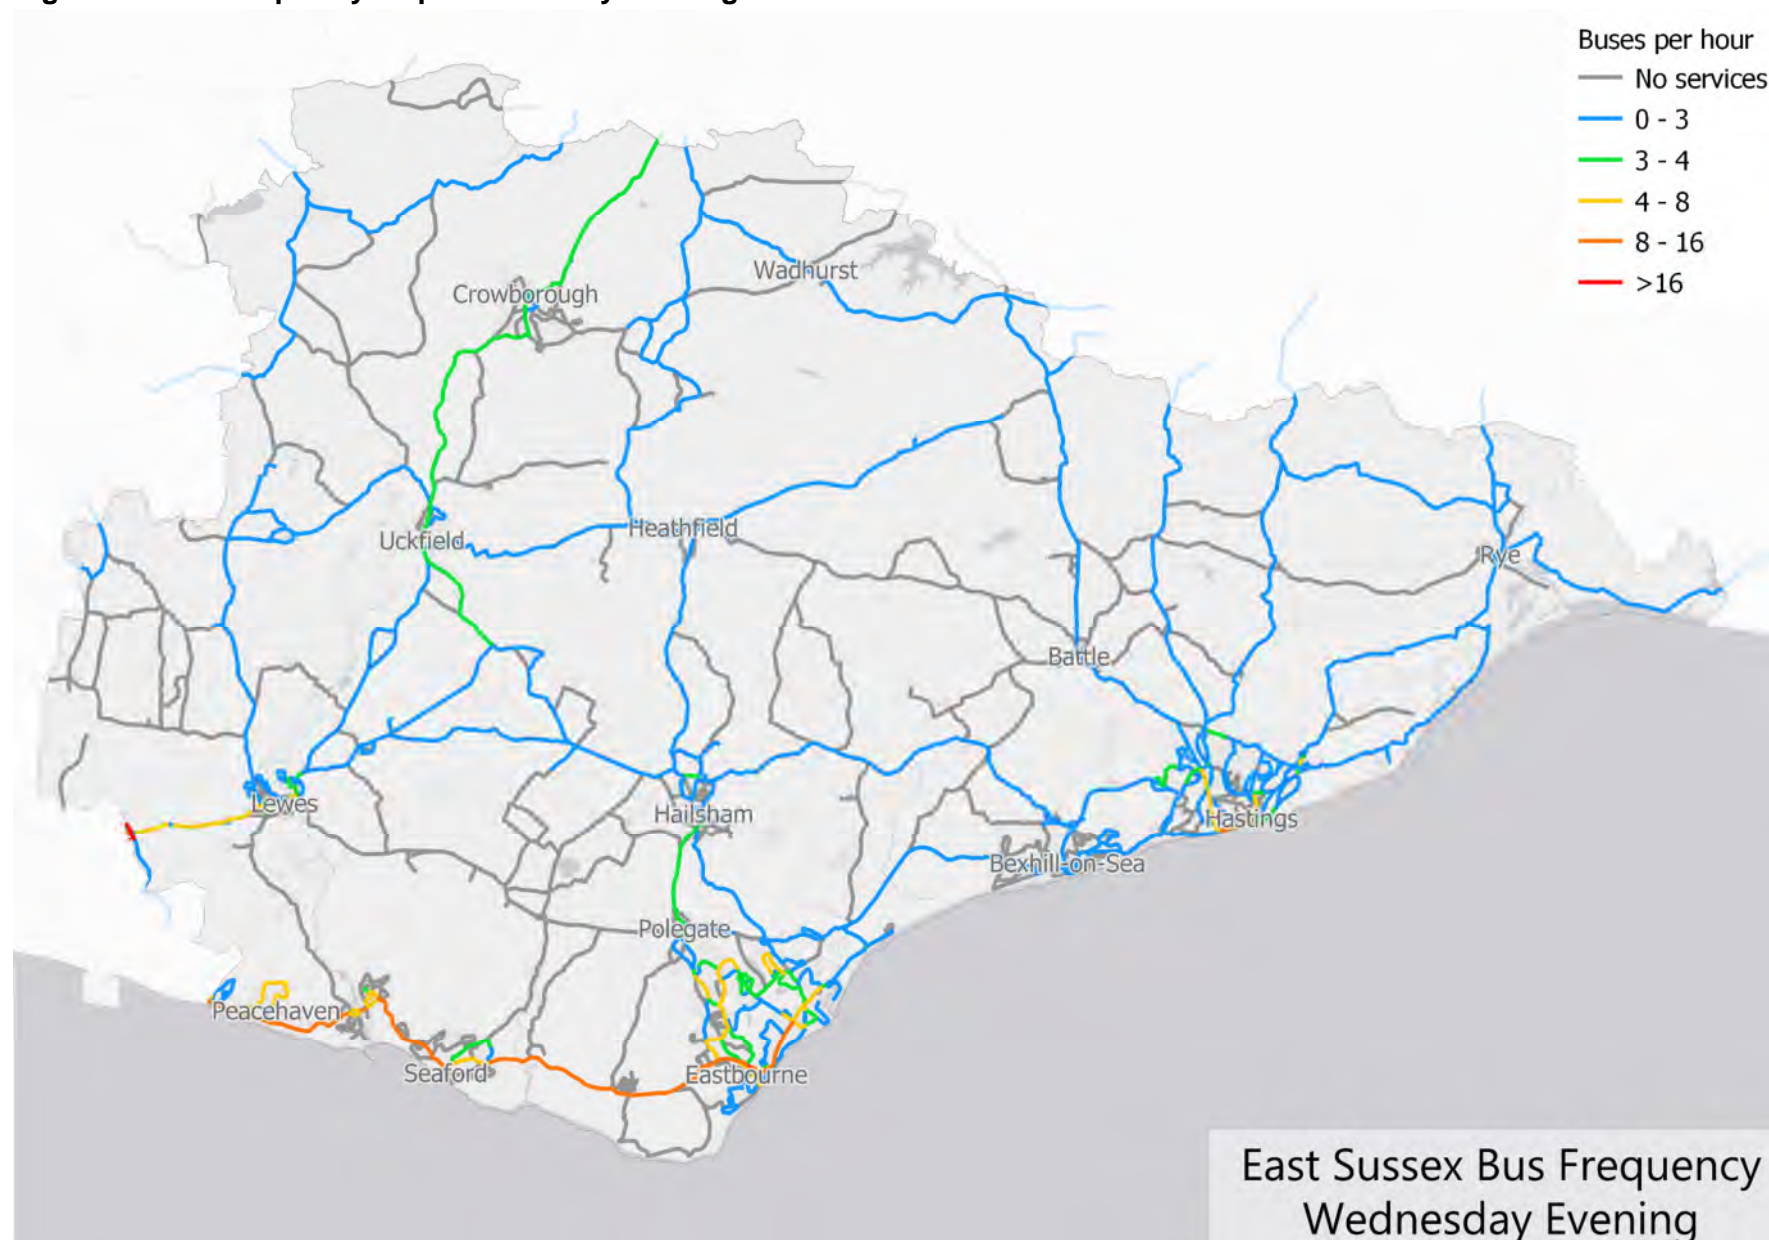 Buses per hour
No services
0 - 3
3 - 4
4 - 8
8 - 16
>16
Wadhurst
Crowborough
Heathfield
Uckfield
Rye
Battle
Lewes
Hailsham
Hastings
Bexhill-on-Sea
Polegate
Peacehaven
Seaford
Eastbourne
East Sussex Bus Frequency
Wednesday Evening